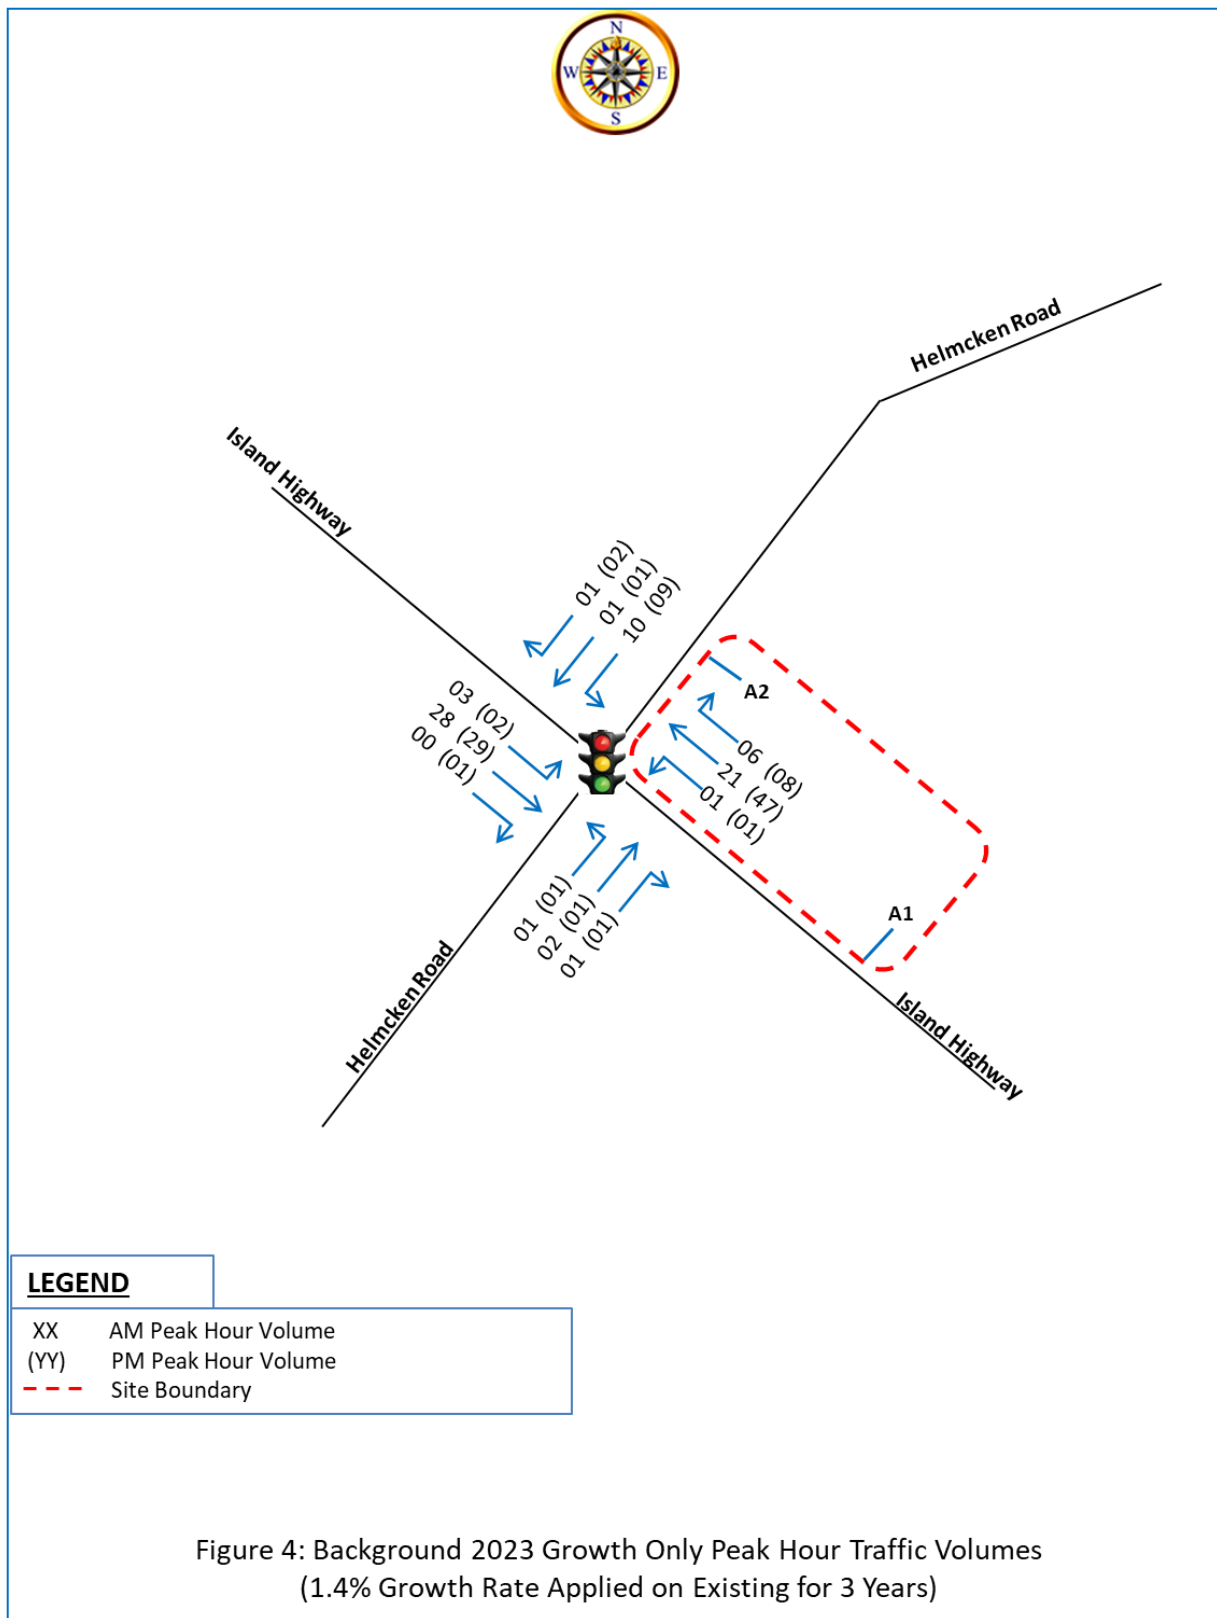 N
W E
S
Helmcken Road
Island Highway
01 (02)
01 (01)
10 (09)
A2
03 (02)
28 (29)
00 (01)
06 (08)
21 (47)
01 (01)
01 (01)
02 (01)
01 (01)
A1
Helmcken Road
Island Highway
LEGEND
XX AM Peak Hour Volume
(YY) PM Peak Hour Volume
Site Boundary
Figure 4: Background 2023 Growth Only Peak Hour Traffic Volumes
(1.4% Growth Rate Applied on Existing for 3 Years)